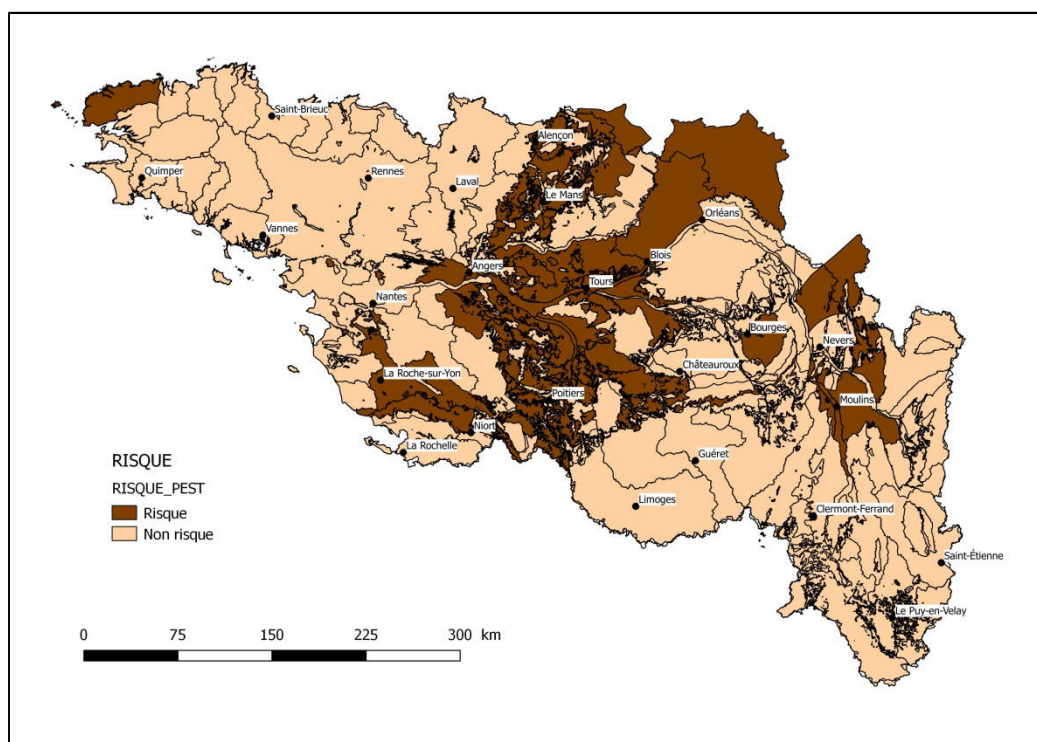 Saint-Brieuc
Alençon
Quimper
Rennes
Laval
Le Mans
Orléans
Vannes
Angers
Blois
Tours
Nantes
Bourges
Nevers
Châteauroux
La Roche-sur-Yon
Poitiers
Moulins
Niort
La Rochelle
Guéret
RISQUE
RISQUE_PEST
Risque
Non risque
Limoges
Clermont-Ferrand
Saint-Étienne
Le Puy-en-Velay
0 75 150 225 300 km